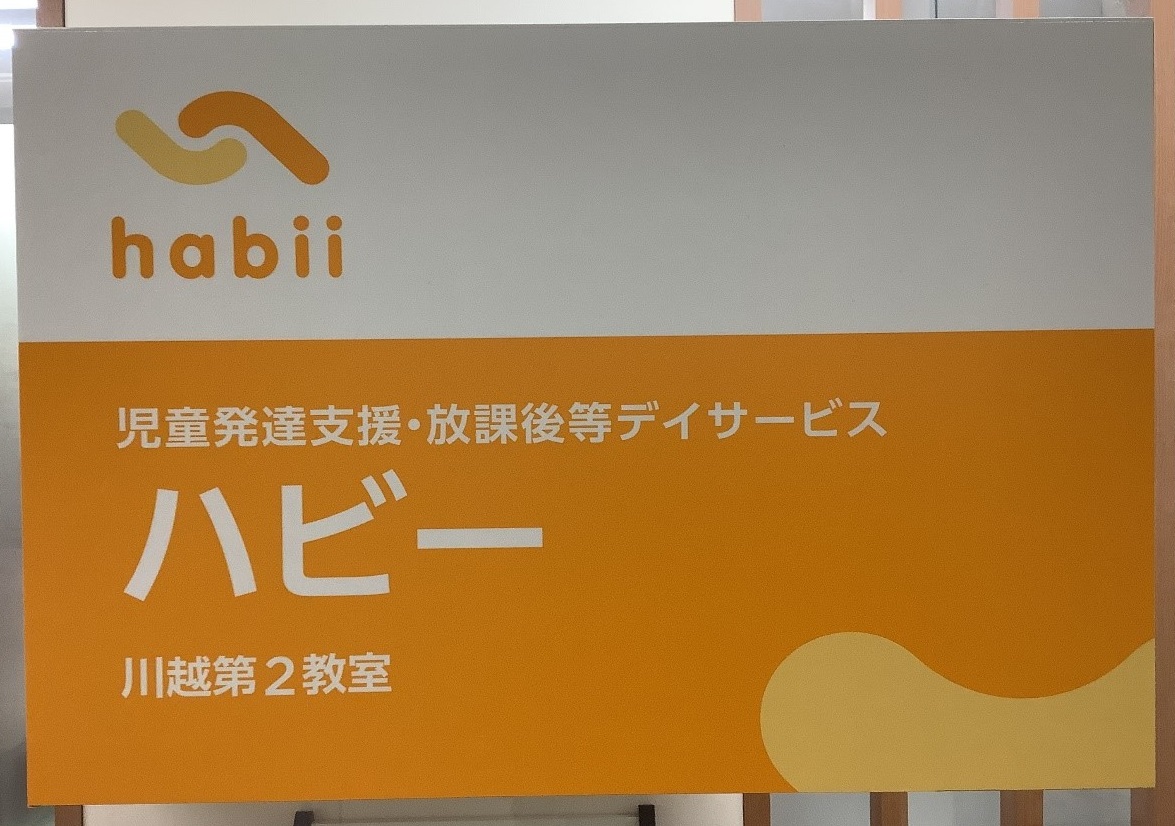 habii
児童発達支援・放課後等デイサービス
ハビー
川越第2教室